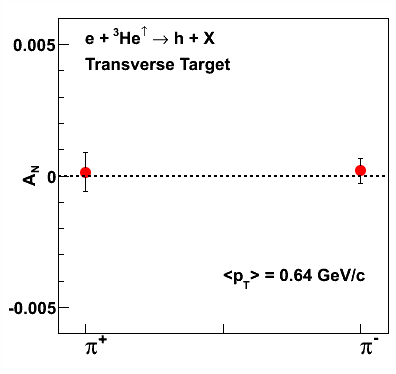 0.005
e + ³He↑ → h + X
Transverse Target
A_N
0
<p_T> = 0.64 GeV/c
-0.005
π⁺
π⁻